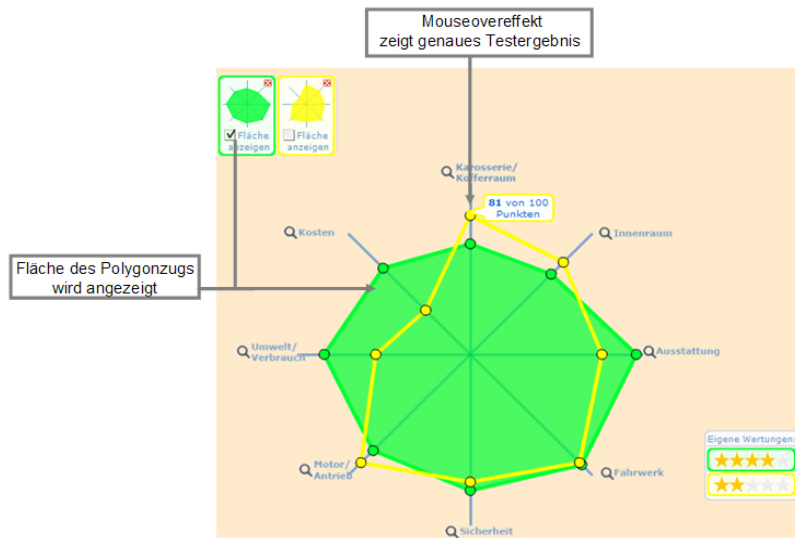 Mouseovereffekt
zeigt genaues Testergebnis
Fläche
anzeigen
Fläche
anzeigen
Karosserie/
Kofferraum
81 von 100
Punkten
Kosten
Innenraum
Fläche des Polygonzugs
wird angezeigt
Umwelt/
Verbrauch
Ausstattung
Eigene Wertungen:
Motor/
Antrieb
Fahrwerk
Sicherheit